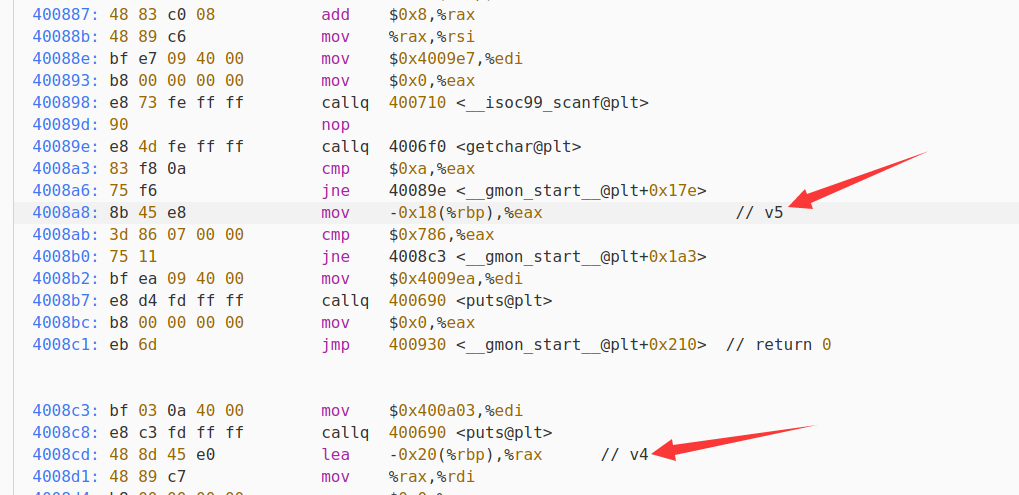 400887: 48 83 c0 08 add $0x8,%rax
40088b: 48 89 c6 mov %rax,%rsi
40088e: bf e7 09 40 00 mov $0x4009e7,%edi
400893: b8 00 00 00 00 mov $0x0,%eax
400898: e8 73 fe ff ff callq 400710 <__isoc99_scanf@plt>
40089d: 90 nop
40089e: e8 4d fe ff ff callq 4006f0 <getchar@plt>
4008a3: 83 f8 0a cmp $0xa,%eax
4008a6: 75 f6 jne 40089e <__gmon_start__@plt+0x17e>
4008a8: 8b 45 e8 mov -0x18(%rbp),%eax // v5
4008ab: 3d 86 07 00 00 cmp $0x786,%eax
4008b0: 75 11 jne 4008c3 <__gmon_start__@plt+0x1a3>
4008b2: bf ea 09 40 00 mov $0x4009ea,%edi
4008b7: e8 d4 fd ff ff callq 400690 <puts@plt>
4008bc: b8 00 00 00 00 mov $0x0,%eax
4008c1: eb 6d jmp 400930 <__gmon_start__@plt+0x210> // return 0
4008c3: bf 03 0a 40 00 mov $0x400a03,%edi
4008c8: e8 c3 fd ff ff callq 400690 <puts@plt>
4008cd: 48 8d 45 e0 lea -0x20(%rbp),%rax // v4
4008d1: 48 89 c7 mov %rax,%rdi